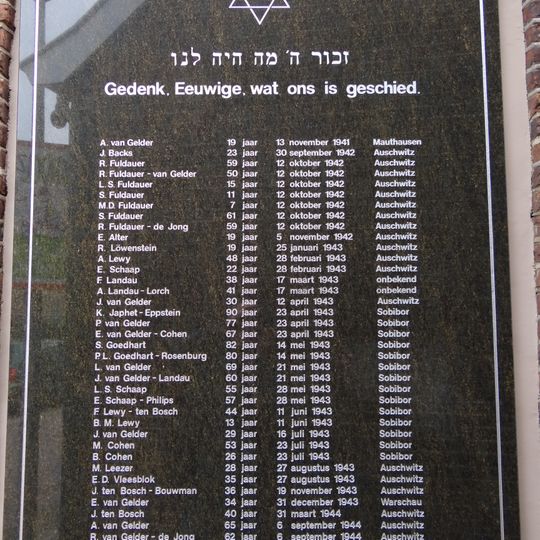 זכור ה׳ מה היה לנו
Gedenk, Eeuwige, wat ons is geschied.
A. van Gelder 19 jaar 13 november 1941 Mauthausen
J. Backs 23 jaar 30 september 1942 Auschwitz
R. Fuldauer 59 jaar 12 oktober 1942 Auschwitz
R. Fuldauer - van Gelder 50 jaar 12 oktober 1942 Auschwitz
L.S. Fuldauer 15 jaar 12 oktober 1942 Auschwitz
S. Fuldauer 11 jaar 12 oktober 1942 Auschwitz
M.D. Fuldauer 7 jaar 12 oktober 1942 Auschwitz
S. Fuldauer 61 jaar 12 oktober 1942 Auschwitz
R. Fuldauer - de Jong 59 jaar 12 oktober 1942 Auschwitz
E. Alter 19 jaar 5 november 1942 Auschwitz
R. Löwenstein 19 jaar 25 januari 1943 Auschwitz
A. Lewy 48 jaar 28 februari 1943 Auschwitz
E. Schaap 22 jaar 28 februari 1943 Auschwitz
F. Landau 38 jaar 17 maart 1943 onbekend
A. Landau - Lorch 41 jaar 17 maart 1943 onbekend
J. van Gelder 30 jaar 12 april 1943 Auschwitz
K. Japhet - Eppstein 90 jaar 23 april 1943 Sobibor
P. van Gelder 77 jaar 23 april 1943 Sobibor
E. van Gelder - Cohen 67 jaar 23 april 1943 Sobibor
S. Goedhart 82 jaar 14 mei 1943 Sobibor
P.L. Goedhart - Rosenburg 80 jaar 14 mei 1943 Sobibor
L. van Gelder 69 jaar 21 mei 1943 Sobibor
J. van Gelder - Landau 60 jaar 21 mei 1943 Sobibor
L. S. Schaap 55 jaar 28 mei 1943 Sobibor
E. Schaap - Philips 57 jaar 28 mei 1943 Sobibor
F. Lewy - ten Bosch 44 jaar 11 juni 1943 Sobibor
B. M. Lewy 13 jaar 11 juni 1943 Sobibor
J. van Gelder 29 jaar 16 juli 1943 Sobibor
M. Cohen 53 jaar 23 juli 1943 Sobibor
B. Cohen 26 jaar 23 juli 1943 Sobibor
M. Leezer 28 jaar 27 augustus 1943 Auschwitz
E.D. Vleesblok 35 jaar 27 augustus 1943 Auschwitz
J. ten Bosch - Bouwman 36 jaar 19 november 1943 Auschwitz
E. van Gelder 34 jaar 31 december 1943 Warschau
J. ten Bosch 40 jaar 31 maart 1944 Auschwitz
A. van Gelder 65 jaar 6 september 1944 Auschwitz
R. van Gelder - de Jong 62 jaar 6 september 1944 Auschwitz